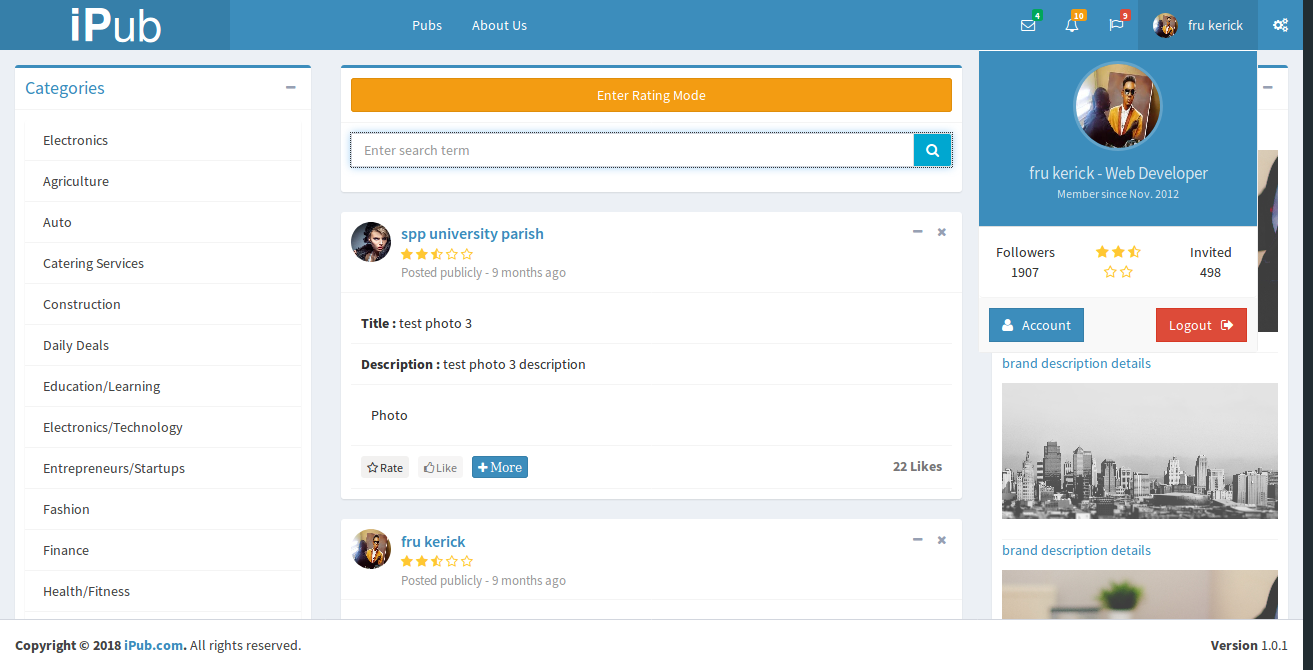 iPub
Pubs
About Us
4
10
9
fru kerick
Categories
Electronics
Agriculture
Auto
Catering Services
Construction
Daily Deals
Education/Learning
Electronics/Technology
Entrepreneurs/Startups
Fashion
Finance
Health/Fitness
Enter Rating Mode
Enter search term
spp university parish
Posted publicly - 9 months ago
Title : test photo 3
Description : test photo 3 description
Photo
Rate
Like
More
22 Likes
fru kerick
Posted publicly - 9 months ago
fru kerick - Web Developer
Member since Nov. 2012
Followers
1907
Invited
498
Account
Logout
brand description details
brand description details
Copyright © 2018 iPub.com. All rights reserved.
Version 1.0.1